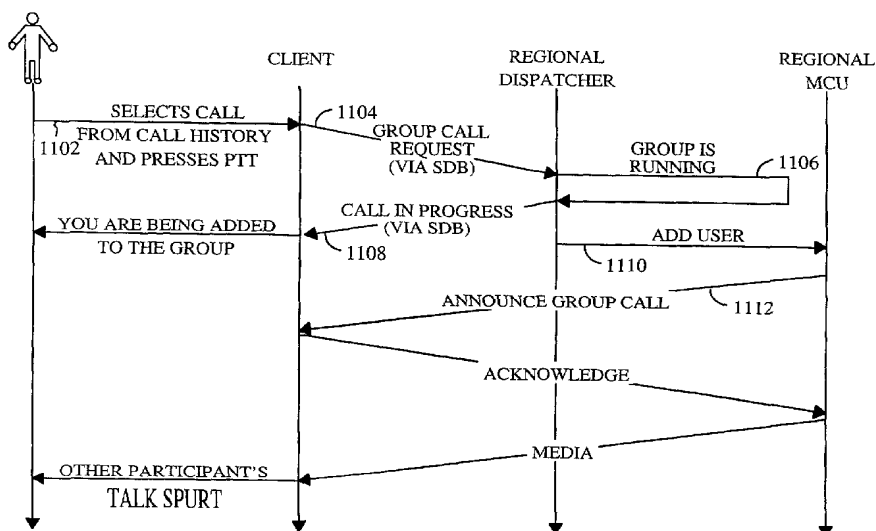 CLIENT
REGIONAL
DISPATCHER
REGIONAL
MCU
SELECTS CALL
FROM CALL HISTORY
AND PRESSES PTT
1102
1104
GROUP CALL
REQUEST
(VIA SDB)
GROUP IS
RUNNING
1106
CALL IN PROGRESS
(VIA SDB)
YOU ARE BEING ADDED
TO THE GROUP
1108
ADD USER
1110
ANNOUNCE GROUP CALL
1112
ACKNOWLEDGE
MEDIA
OTHER PARTICIPANT'S
TALK SPURT